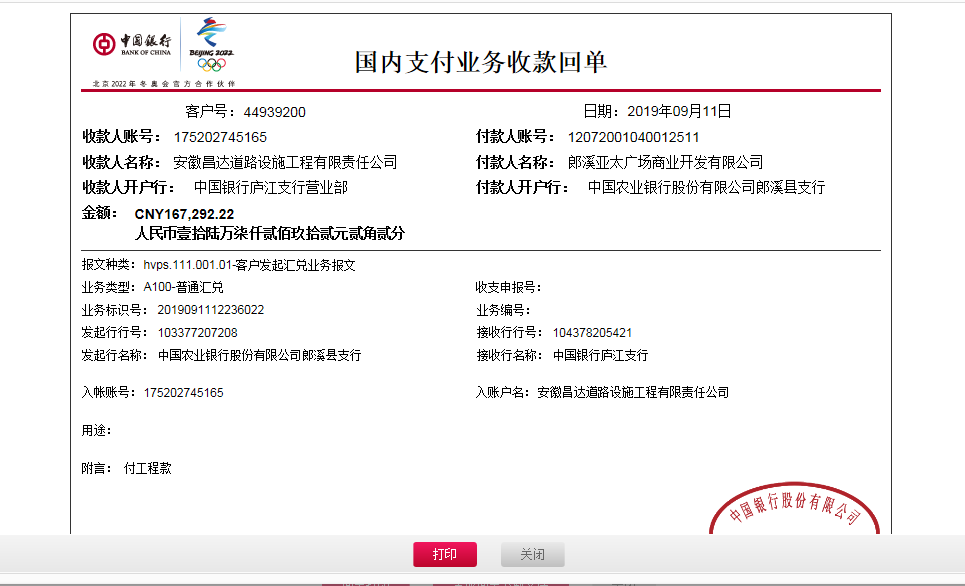 中国银行
BANK OF CHINA
BEIJING 2022
北京2022年冬奥会官方合作伙伴
国内支付业务收款回单
客户号：44939200 日期：2019年09月11日
收款人账号：175202745165 付款人账号：12072001040012511
收款人名称：安徽昌达道路设施工程有限责任公司 付款人名称：郎溪亚太广场商业开发有限公司
收款人开户行：中国银行庐江支行营业部 付款人开户行：中国农业银行股份有限公司郎溪县支行
金额：CNY167,292.22
人民币壹拾陆万柒仟贰佰玖拾贰元贰角贰分
报文种类：hvps.111.001.01-客户发起汇兑业务报文
业务类型：A100-普通汇兑 收支申报号：
业务标识号：2019091112236022 业务编号：
发起行行号：103377207208 接收行行号：104378205421
发起行名称：中国农业银行股份有限公司郎溪县支行 接收行名称：中国银行庐江支行
入帐账号：175202745165 入账户名：安徽昌达道路设施工程有限责任公司
用途：
附言：付工程款
中国银行股份有限公司
打印 关闭